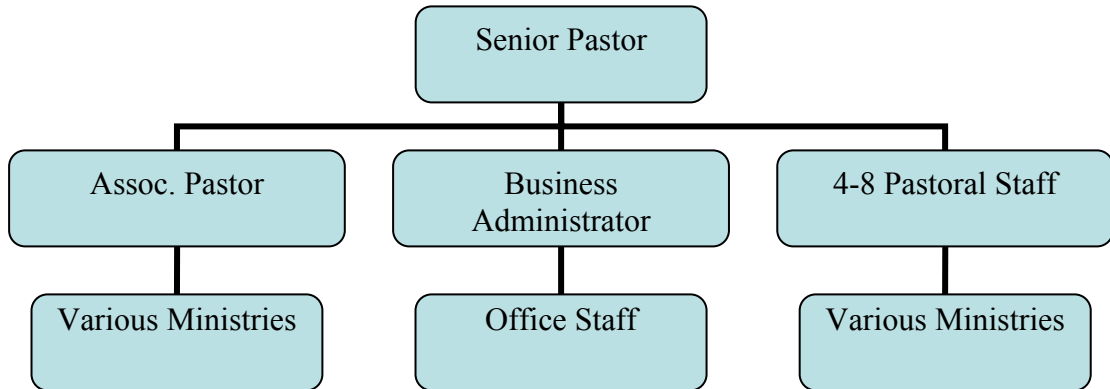 Senior Pastor
Assoc. Pastor
Business
Administrator
4-8 Pastoral Staff
Various Ministries
Office Staff
Various Ministries